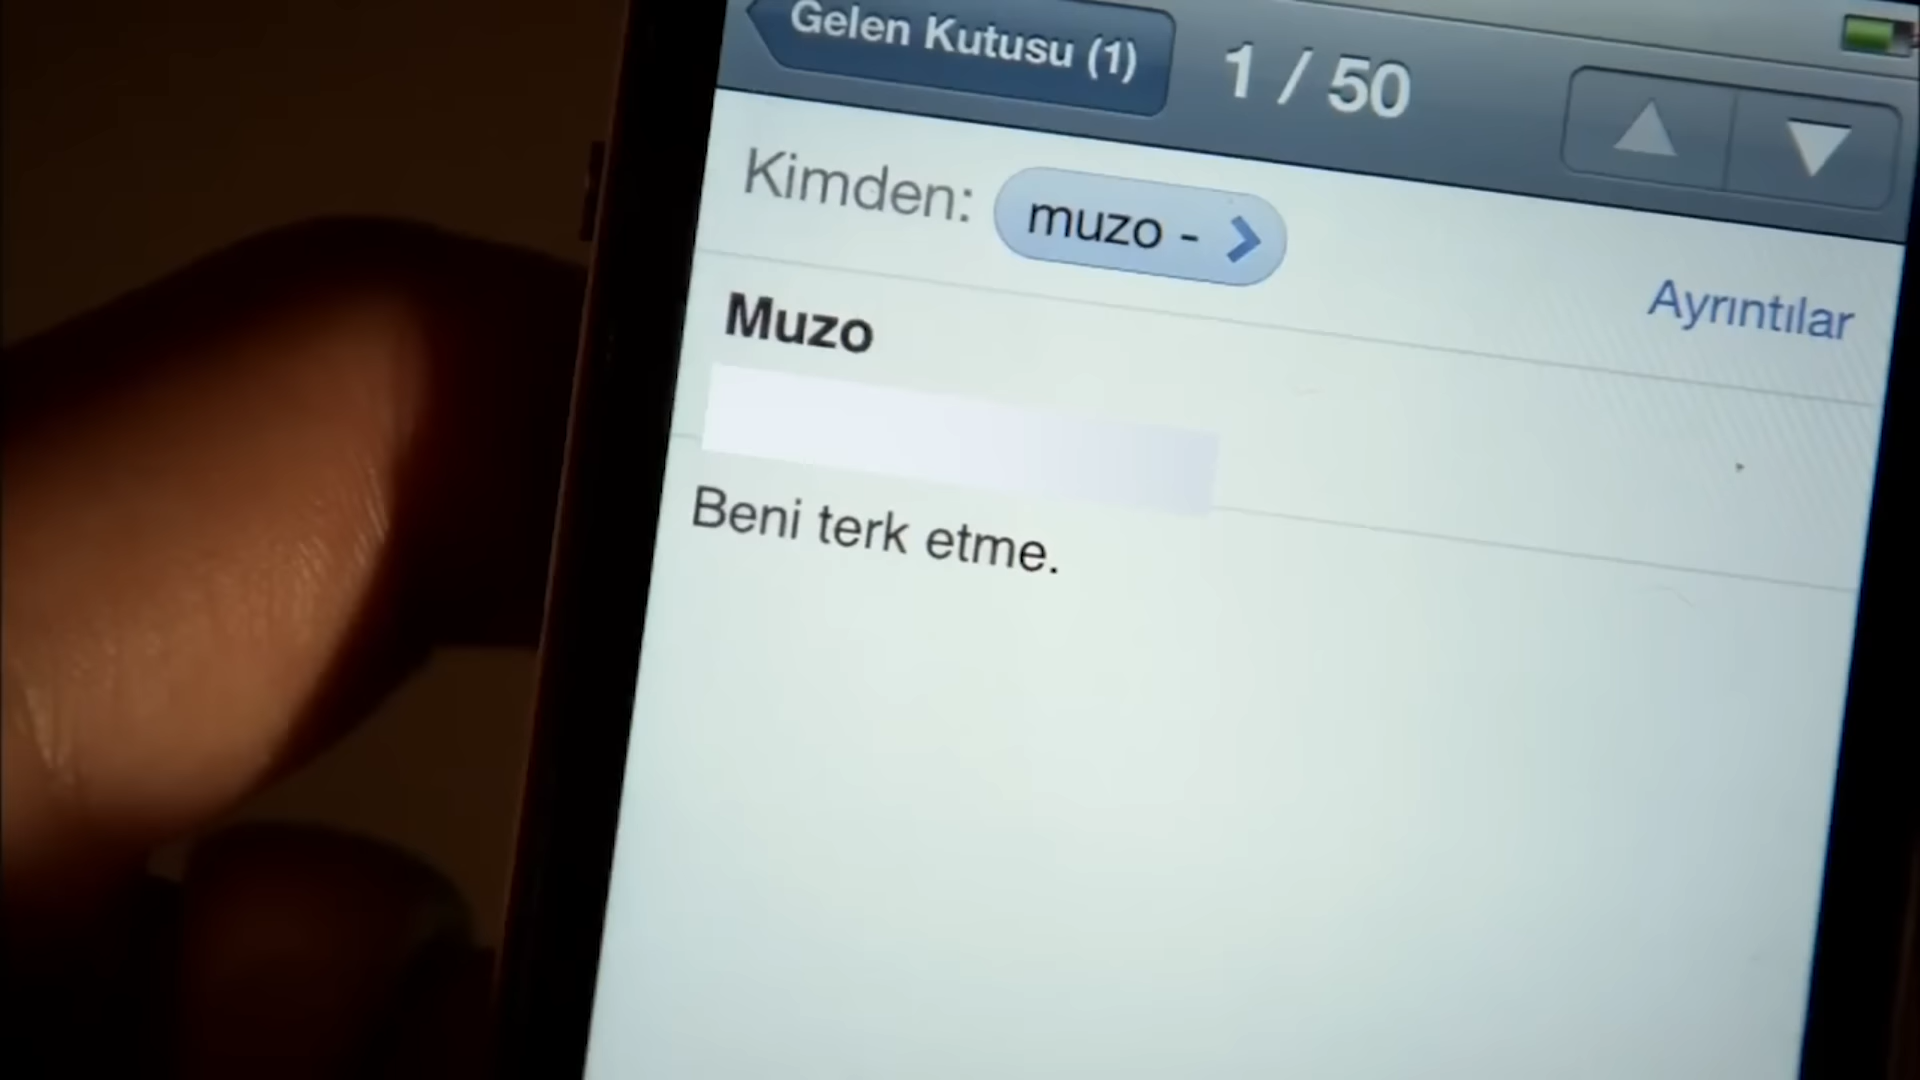 Gelen Kutusu (1) 1 / 50
Kimden: muzo -
Ayrıntılar
Muzo
Beni terk etme.